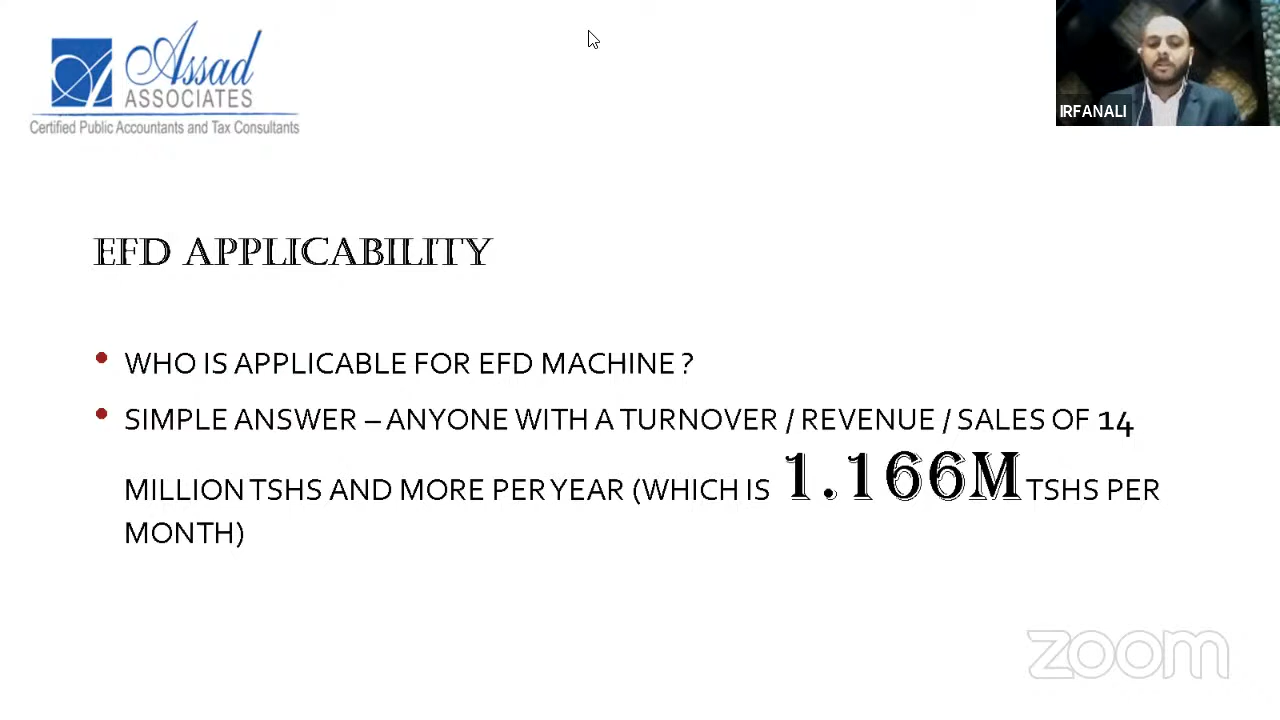 Assad
ASSOCIATES
Certified Public Accountants and Tax Consultants
IRFANALI
EFD APPLICABILITY
• WHO IS APPLICABLE FOR EFD MACHINE ?
• SIMPLE ANSWER – ANYONE WITH A TURNOVER / REVENUE / SALES OF 14
MILLION TSHS AND MORE PER YEAR (WHICH IS 1.166M TSHS PER
MONTH)
zoom